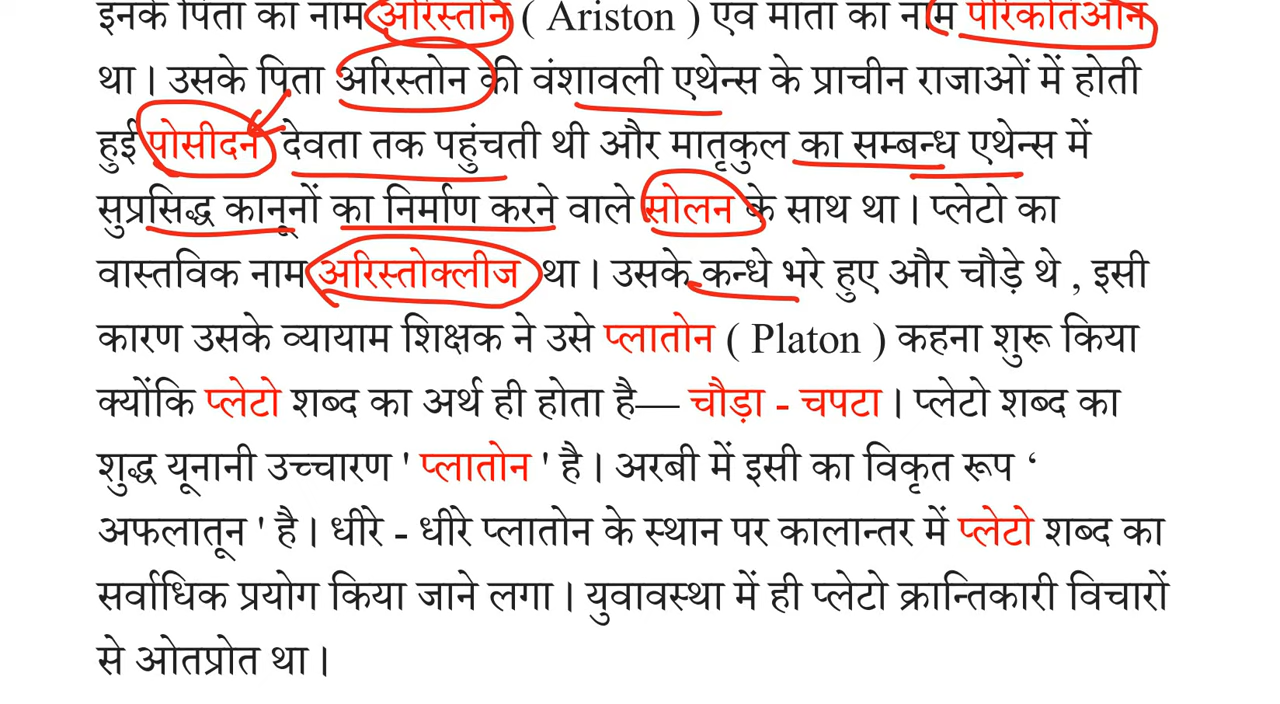 इनके पिता का नाम अरिस्तोन ( Ariston ) एवं माता का नाम पेरिकतिओन
था । उसके पिता अरिस्तोन की वंशावली एथेन्स के प्राचीन राजाओं में होती
हुई पोसीदन देवता तक पहुंचती थी और मातृकुल का सम्बन्ध एथेन्स में
सुप्रसिद्ध कानूनों का निर्माण करने वाले सोलन के साथ था । प्लेटो का
वास्तविक नाम अरिस्तोक्लीज था । उसके कन्धे भरे हुए और चौड़े थे , इसी
कारण उसके व्यायाम शिक्षक ने उसे प्लातोन ( Platon ) कहना शुरू किया
क्योंकि प्लेटो शब्द का अर्थ ही होता है— चौड़ा - चपटा । प्लेटो शब्द का
शुद्ध यूनानी उच्चारण ' प्लातोन ' है । अरबी में इसी का विकृत रूप ‘
अफलातून ' है । धीरे - धीरे प्लातोन के स्थान पर कालान्तर में प्लेटो शब्द का
सर्वाधिक प्रयोग किया जाने लगा । युवावस्था में ही प्लेटो क्रान्तिकारी विचारों
से ओतप्रोत था ।